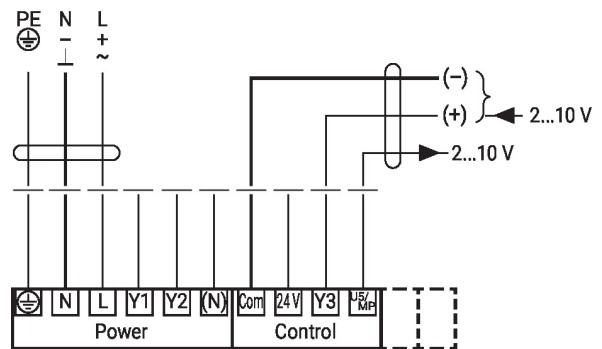 PE N L
- +
⊥ ~
(-)
(+) 2...10 V
2...10 V
N L Y1 Y2 (N) Com 24V Y3 U5/MP
Power Control